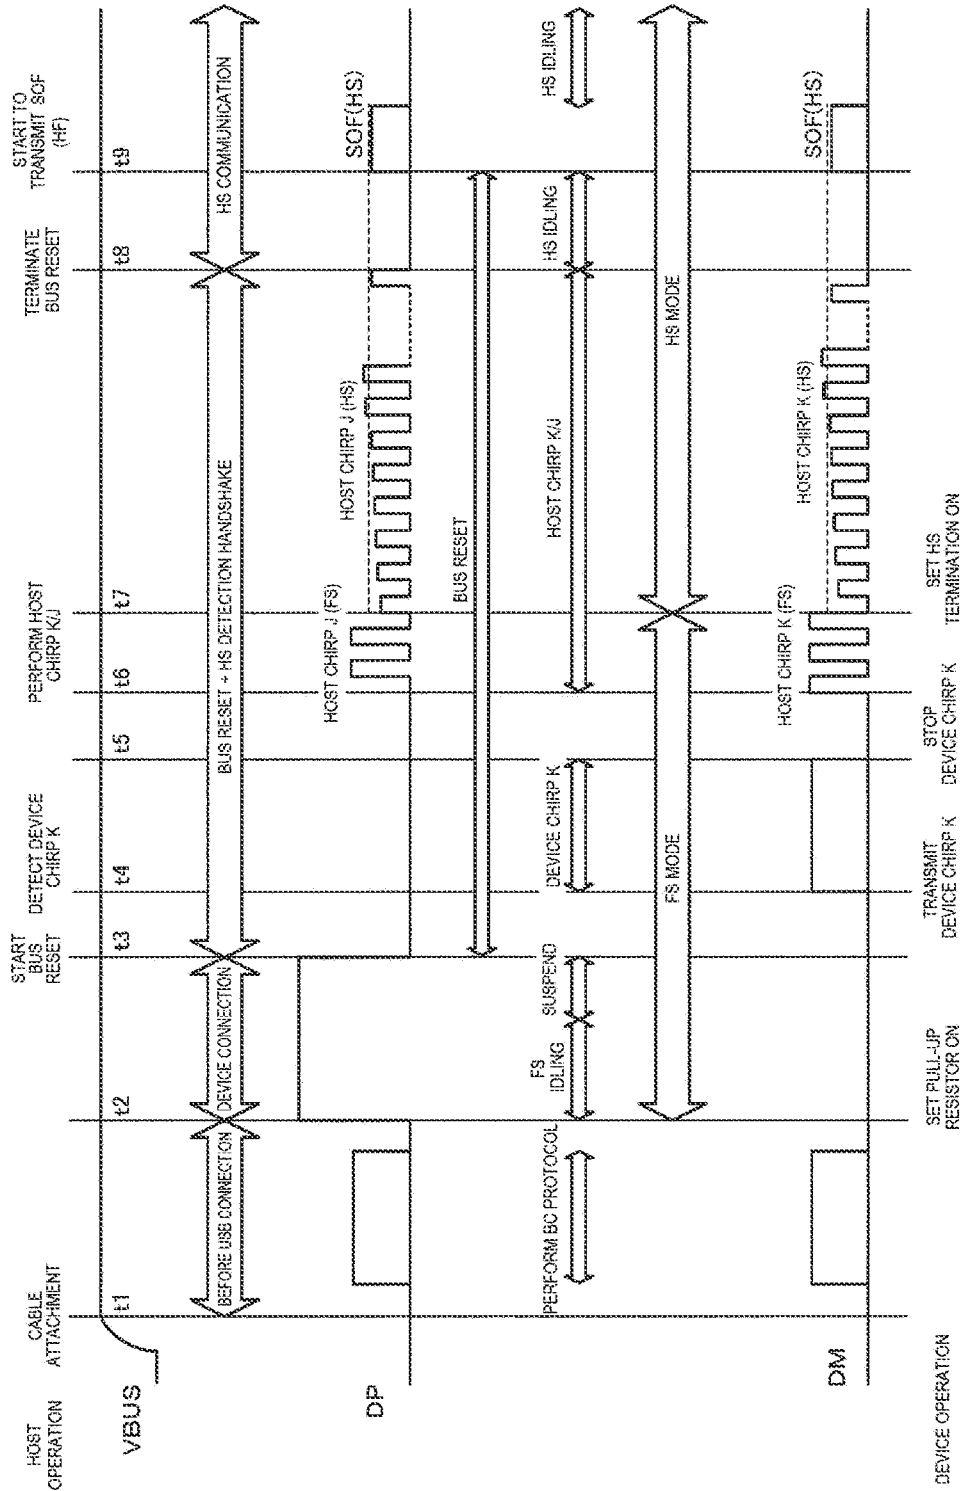 HOST
OPERATION
CABLE
ATTACHMENT
START
BUS
RESET
DETECT DEVICE
CHIRP K
PERFORM HOST
CHIRP K/J
TERMINATE
BUS RESET
START TO
TRANSMIT SOF
(HF)
t1
t2
t3
t4
t5
t6
t7
t8
t9
VBUS
BEFORE USB CONNECTION
DEVICE CONNECTION
BUS RESET + HS DETECTION HANDSHAKE
HS COMMUNICATION
HOST CHIRP J (FS)
HOST CHIRP J (HS)
SOF(HS)
DP
BUS RESET
PERFORM BC PROTOCOL
FS
IDLING
SUSPEND
DEVICE CHIRP K
HOST CHIRP K/J
HS IDLING
HS IDLING
FS MODE
HS MODE
HOST CHIRP K (FS)
HOST CHIRP K (HS)
SOF(HS)
DM
DEVICE OPERATION
SET PULL-UP
RESISTOR ON
TRANSMIT
DEVICE CHIRP K
STOP
DEVICE CHIRP K
SET HS
TERMINATION ON